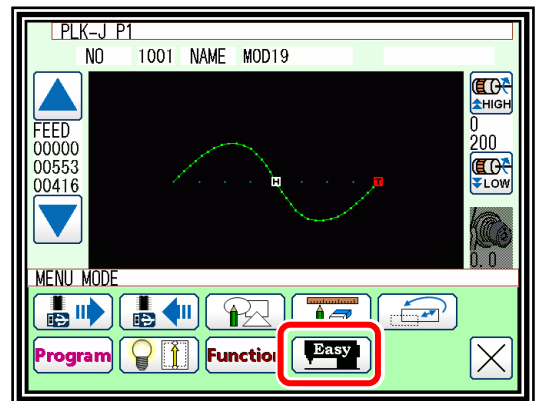 PLK-J P1
NO 1001 NAME MOD19
HIGH
FEED
00000
00553
00416
0
200
LOW
H
T
0.0
MENU MODE
Program
Function
Easy